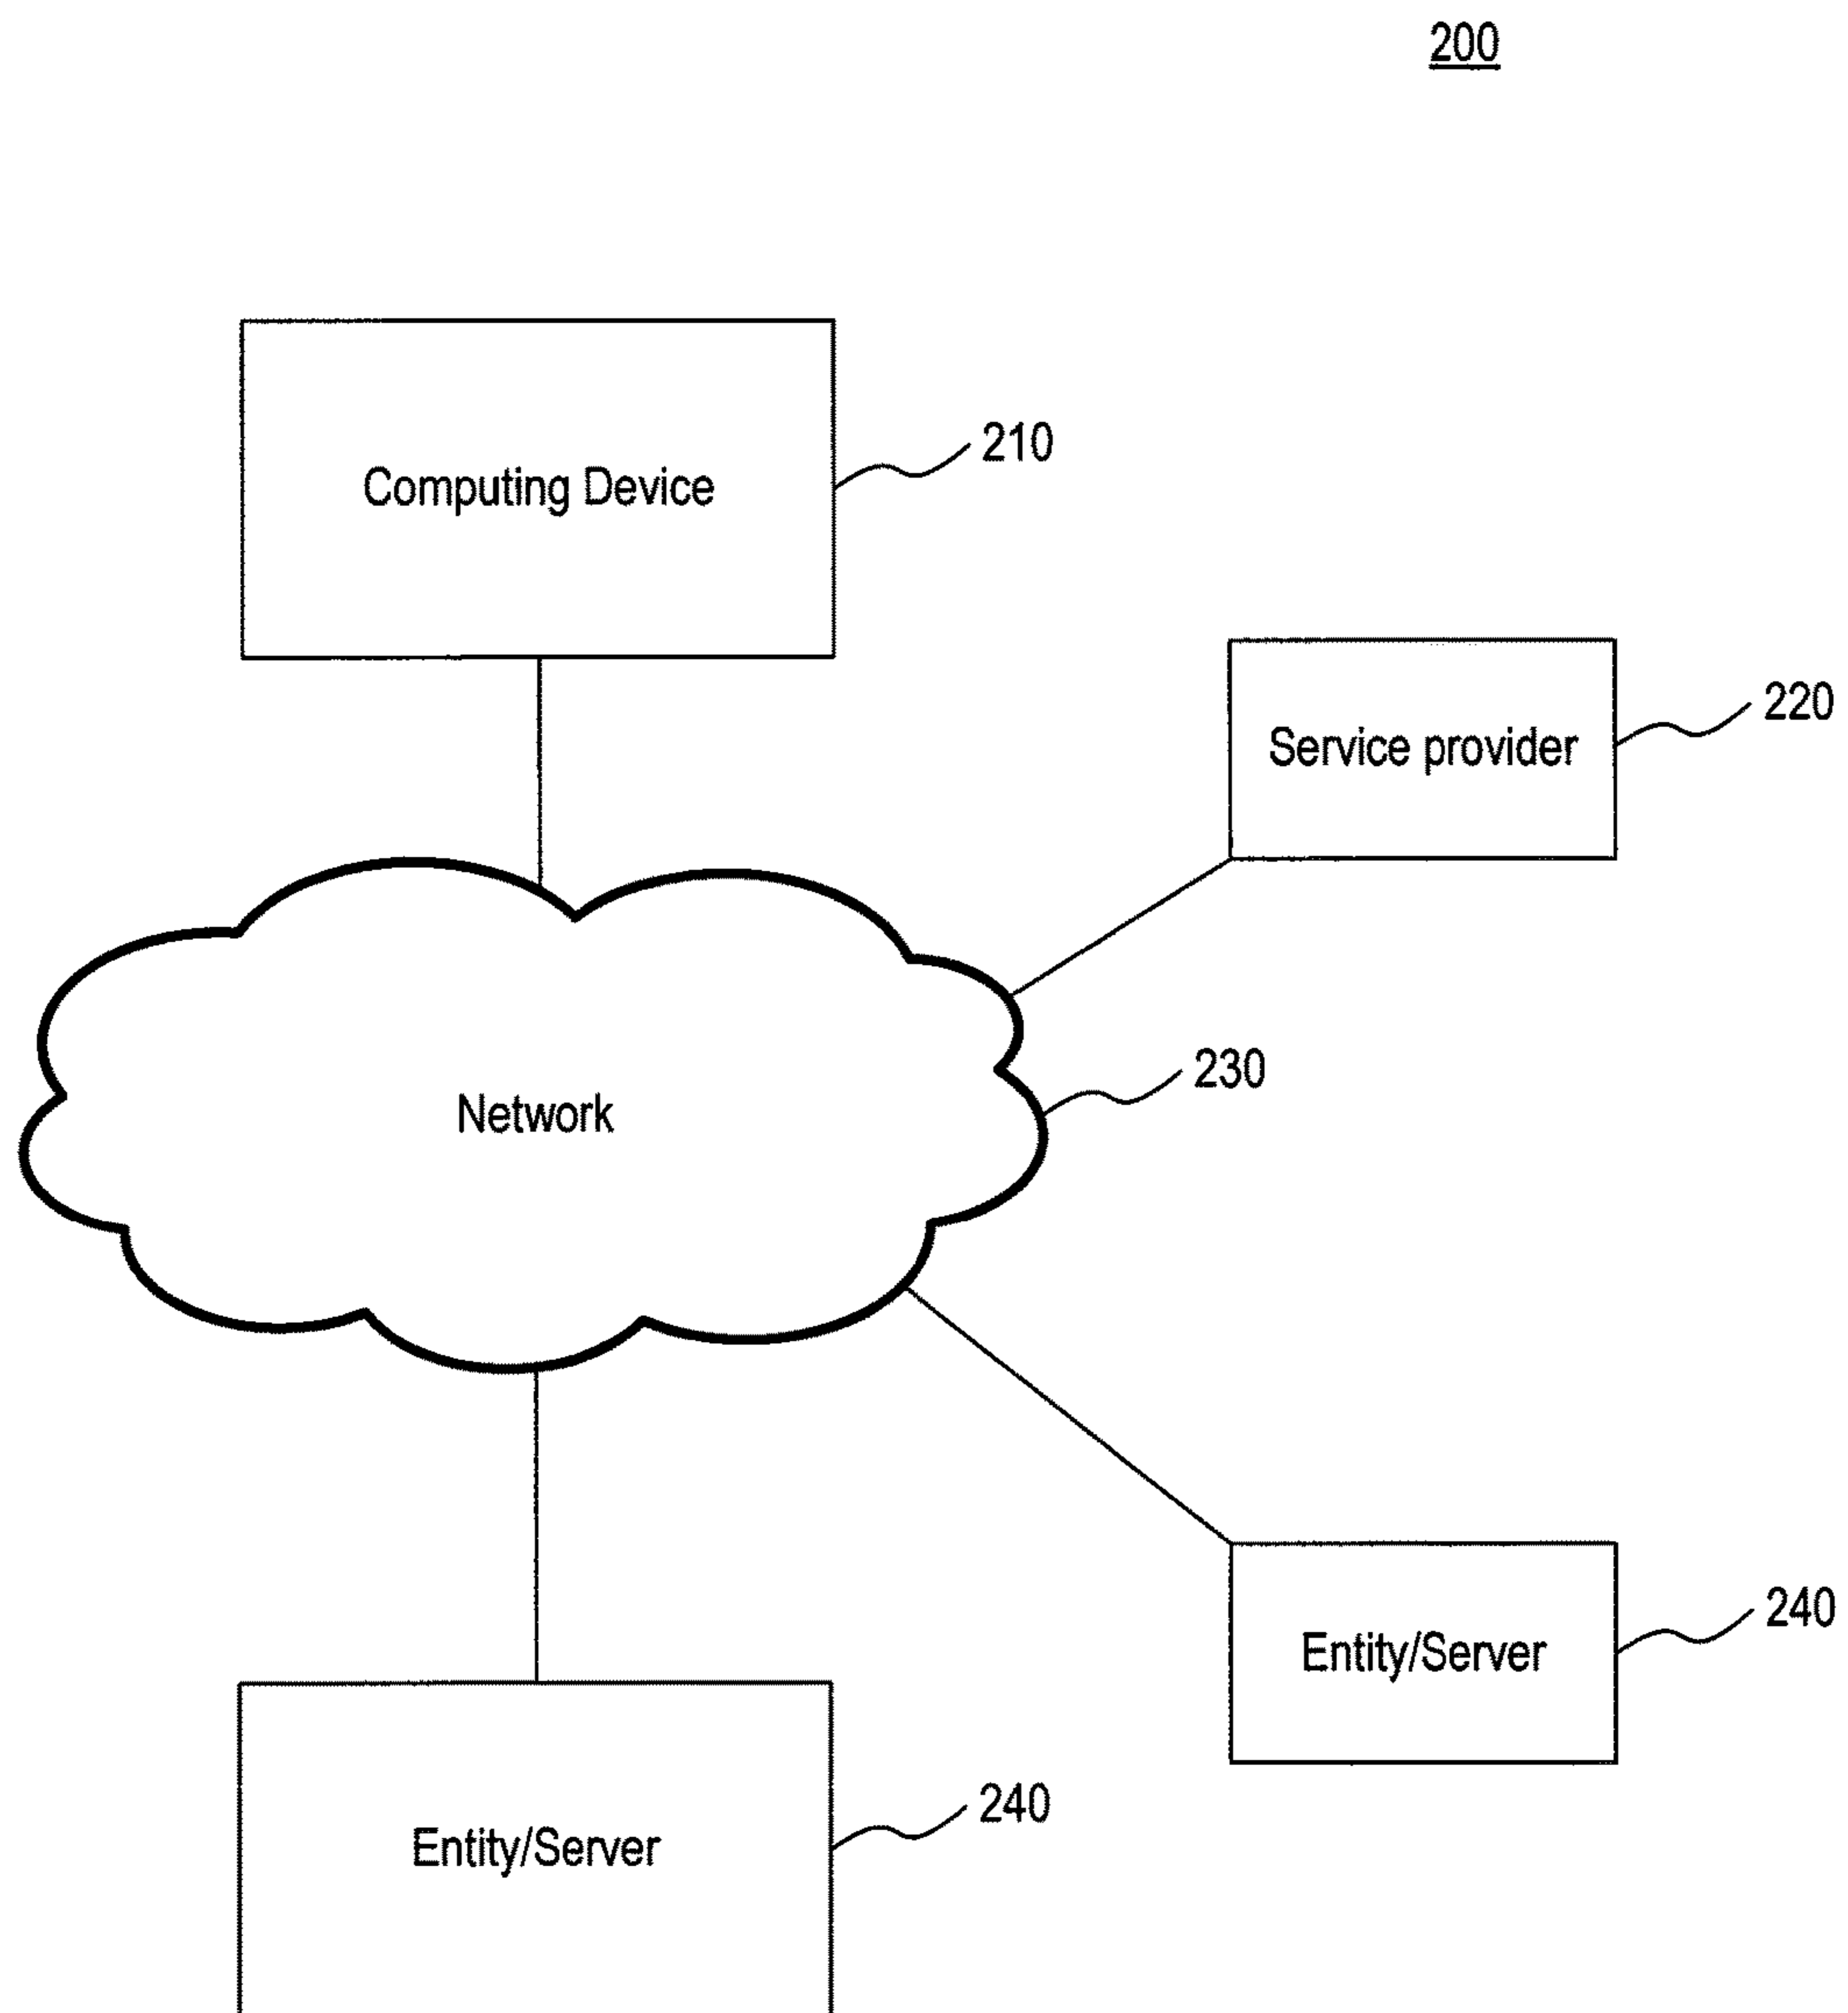 200
210
Computing Device
220
Service provider
230
Network
240
Entity/Server
240
Entity/Server